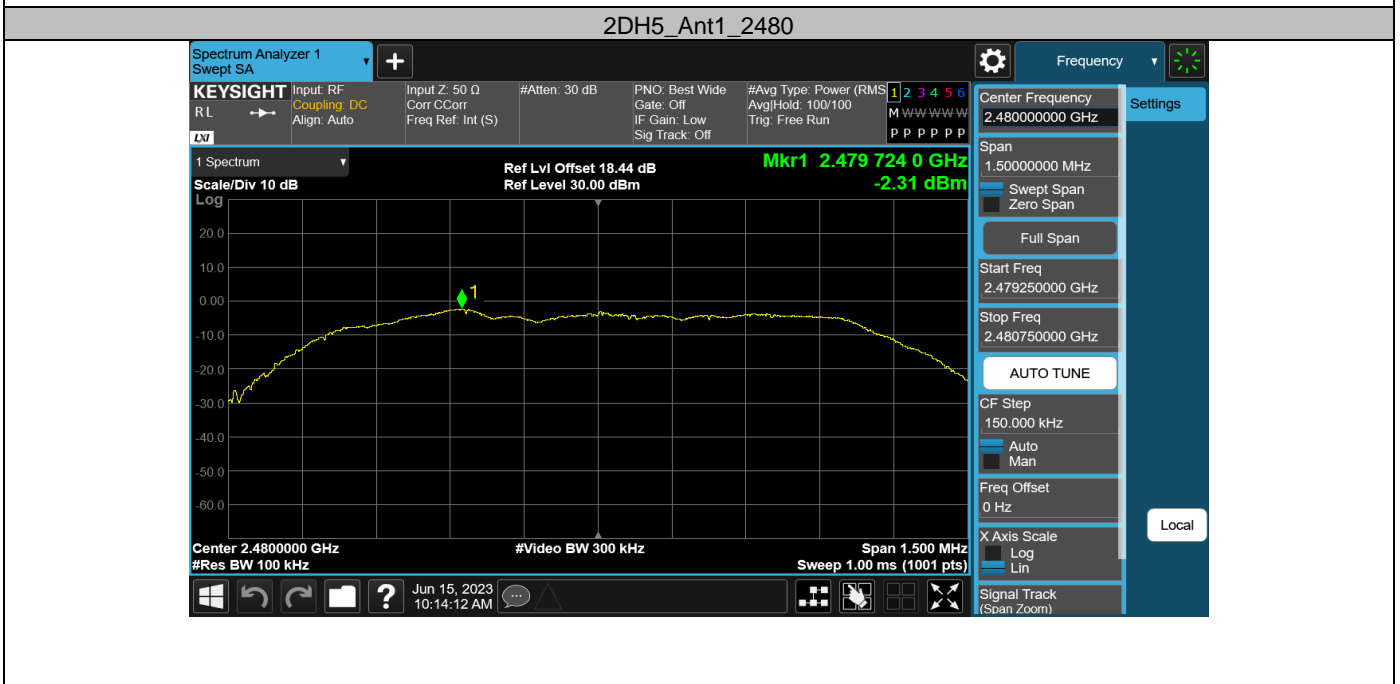 2DH5_Ant1_2480
Spectrum Analyzer 1
Swept SA
Frequency
KEYSIGHT
RL
LXI
Input: RF
Coupling: DC
Align: Auto
Input Z: 50 Ω
Corr CCorr
Freq Ref: Int (S)
#Atten: 30 dB
PNO: Best Wide
Gate: Off
IF Gain: Low
Sig Track: Off
#Avg Type: Power (RMS
Avg|Hold: 100/100
Trig: Free Run
1 2 3 4 5 6
M W W W W W
P P P P P P
1 Spectrum
Scale/Div 10 dB
Ref Lvl Offset 18.44 dB
Ref Level 30.00 dBm
Mkr1 2.479 724 0 GHz
-2.31 dBm
Log
20.0
10.0
0.00
-10.0
-20.0
-30.0
-40.0
-50.0
-60.0
1
Center 2.4800000 GHz
#Res BW 100 kHz
#Video BW 300 kHz
Span 1.500 MHz
Sweep 1.00 ms (1001 pts)
Jun 15, 2023
10:14:12 AM
Center Frequency
2.480000000 GHz
Settings
Span
1.50000000 MHz
Swept Span
Zero Span
Full Span
Start Freq
2.479250000 GHz
Stop Freq
2.480750000 GHz
AUTO TUNE
CF Step
150.000 kHz
Auto
Man
Freq Offset
0 Hz
Local
X Axis Scale
Log
Lin
Signal Track
(Span Zoom)